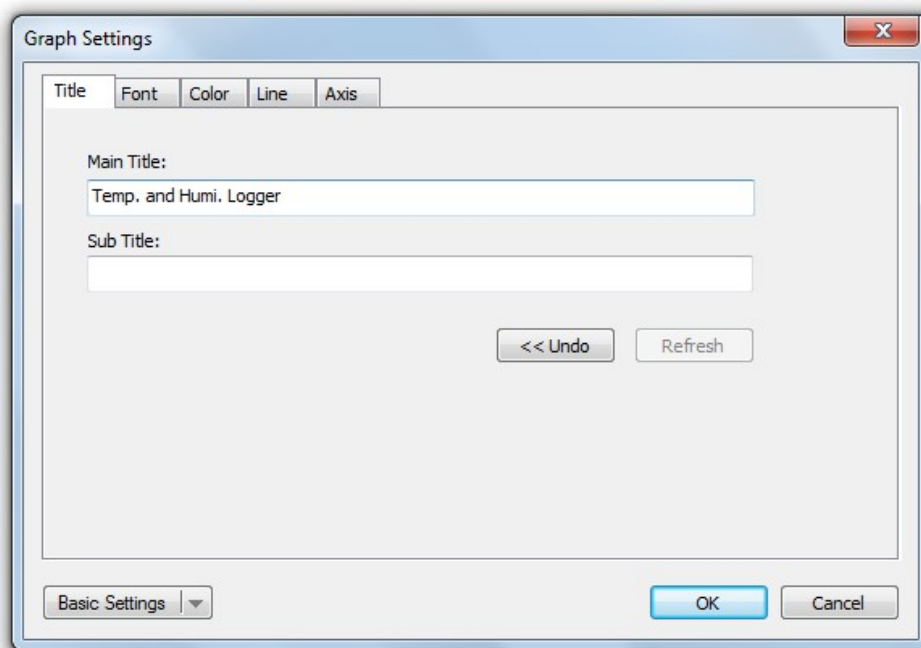 Graph Settings
Title Font Color Line Axis
Main Title:
Temp. and Humi. Logger
Sub Title:
<< Undo Refresh
Basic Settings OK Cancel